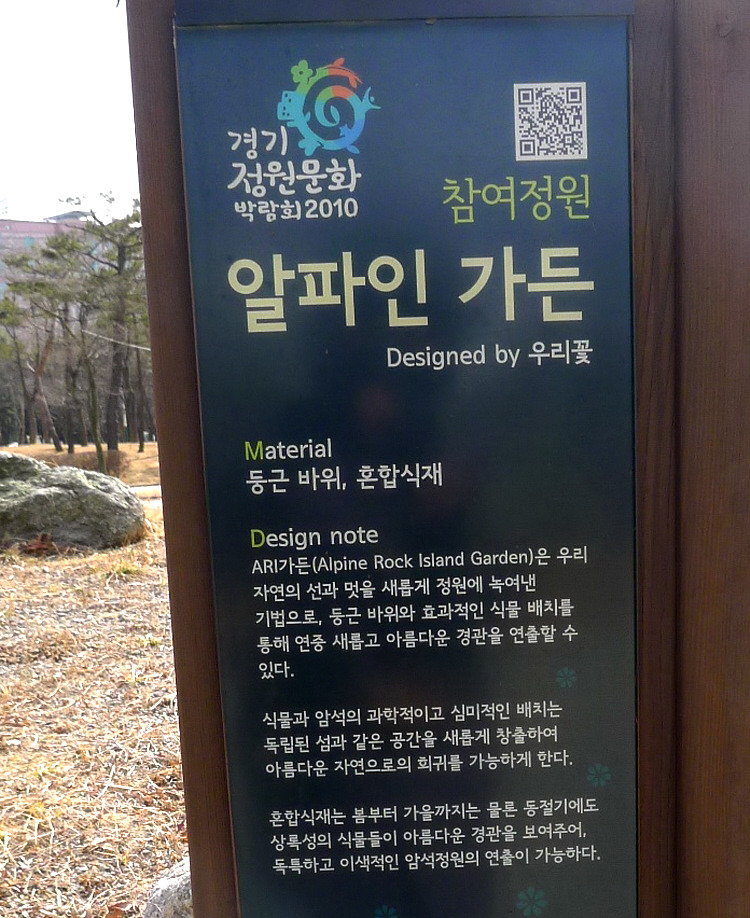 경기
정원문화
박람회2010
참여정원
알파인 가든
Designed by 우리꽃
Material
둥근 바위, 혼합식재
Design note
ARI가든(Alpine Rock Island Garden)은 우리
자연의 선과 멋을 새롭게 정원에 녹여낸
기법으로, 둥근 바위와 효과적인 식물 배치를
통해 연중 새롭고 아름다운 경관을 연출할 수
있다.
식물과 암석의 과학적이고 심미적인 배치는
독립된 섬과 같은 공간을 새롭게 창출하여
아름다운 자연으로의 회귀를 가능하게 한다.
혼합식재는 봄부터 가을까지는 물론 동절기에도
상록성의 식물들이 아름다운 경관을 보여주어,
독특하고 이색적인 암석정원의 연출이 가능하다.